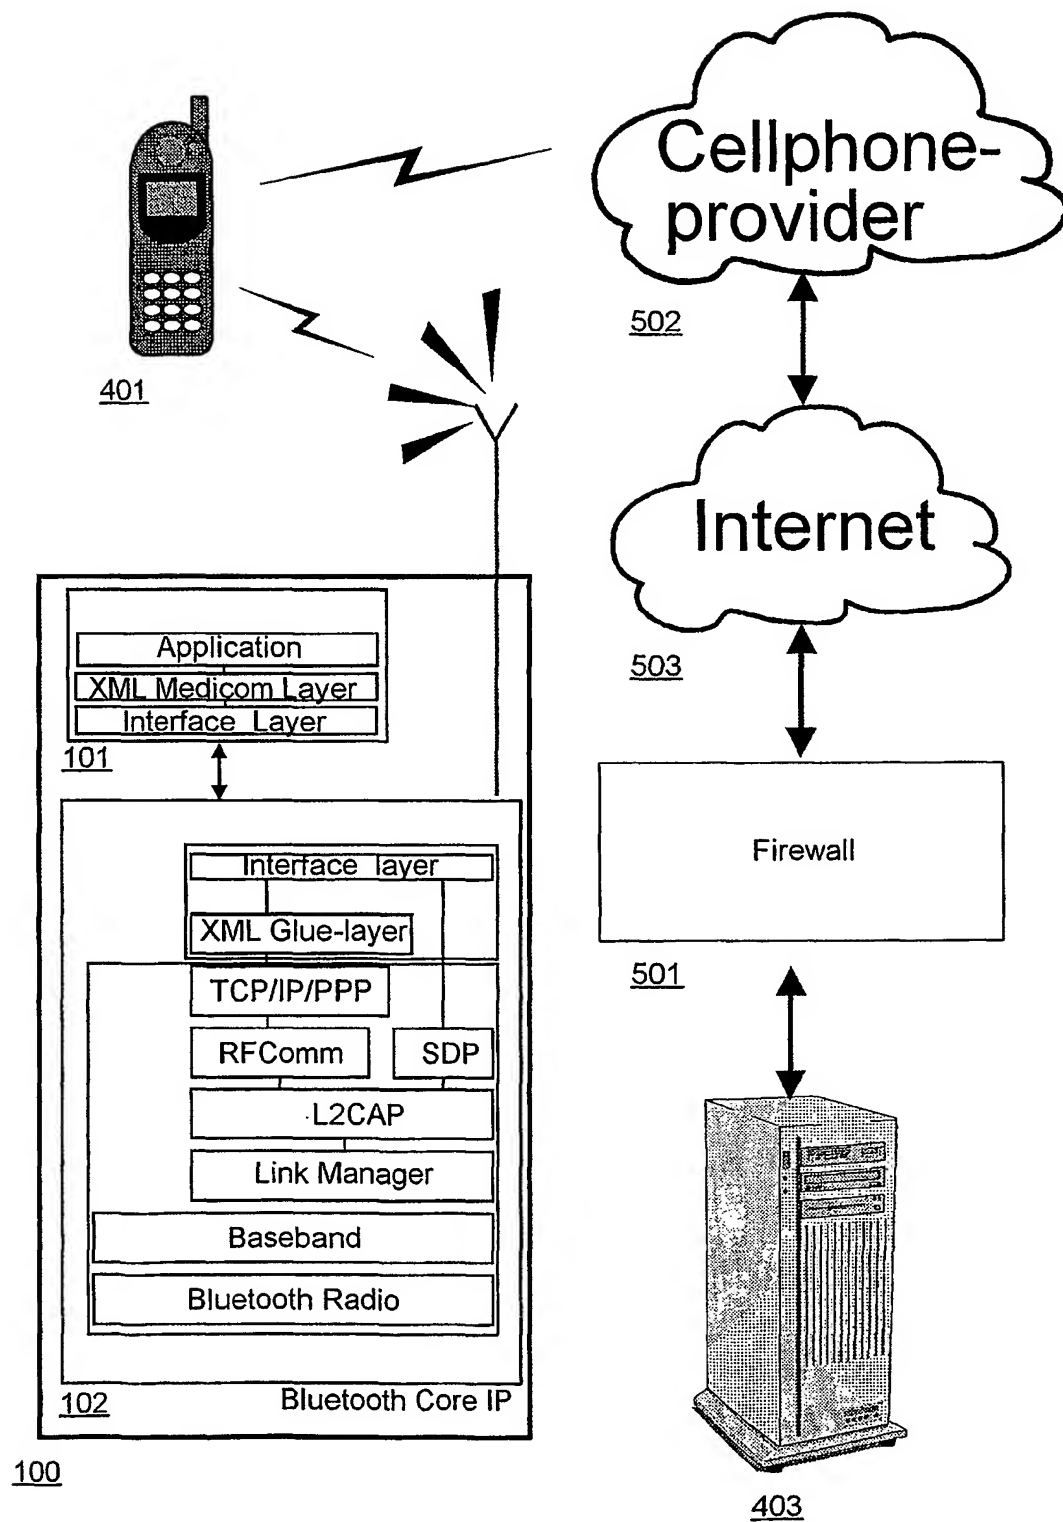 Cellphone-
provider
502
401
Internet
503
Application
XML Medicom Layer
Interface Layer
101
Interface layer
XML Glue-layer
TCP/IP/PPP
RFComm
SDP
L2CAP
Link Manager
Baseband
Bluetooth Radio
102
Bluetooth Core IP
100
Firewall
501
403